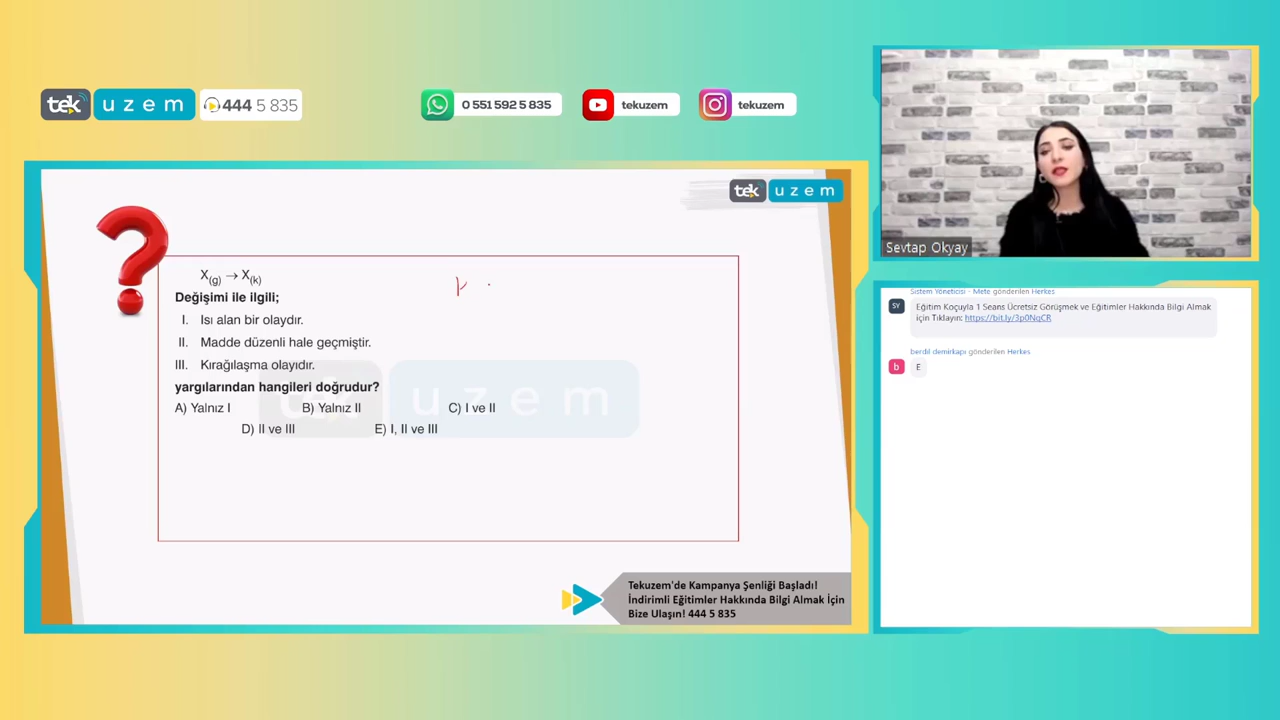 tek uzem 444 5 835
0 551 592 5 835
tekuzem
tekuzem
tek uzem
X(g) → X(k)
Değişimi ile ilgili;
I. Isı alan bir olaydır.
II. Madde düzenli hale geçmiştir.
III. Kırağılaşma olayıdır.
yargılarından hangileri doğrudur?
A) Yalnız I B) Yalnız II C) I ve II
D) II ve III E) I, II ve III
tek uzem
Tekuzem'de Kampanya Şenliği Başladı!
İndirimli Eğitimler Hakkında Bilgi Almak İçin
Bize Ulaşın! 444 5 835
Sevtap Okyay
Sistem Yöneticisi - Mete gönderilen Herkes
SY
Eğitim Koçuyla 1 Seans Ücretsiz Görüşmek ve Eğitimler Hakkında Bilgi Almak
için Tıklayın: https://bit.ly/3p0NqCR
berdil demirkapı gönderilen Herkes
b E